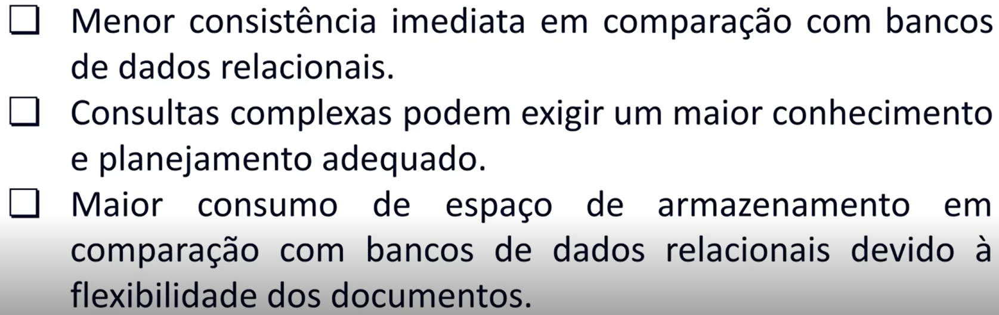 ❑ Menor consistência imediata em comparação com bancos
de dados relacionais.
❑ Consultas complexas podem exigir um maior conhecimento
e planejamento adequado.
❑ Maior consumo de espaço de armazenamento em
comparação com bancos de dados relacionais devido à
flexibilidade dos documentos.